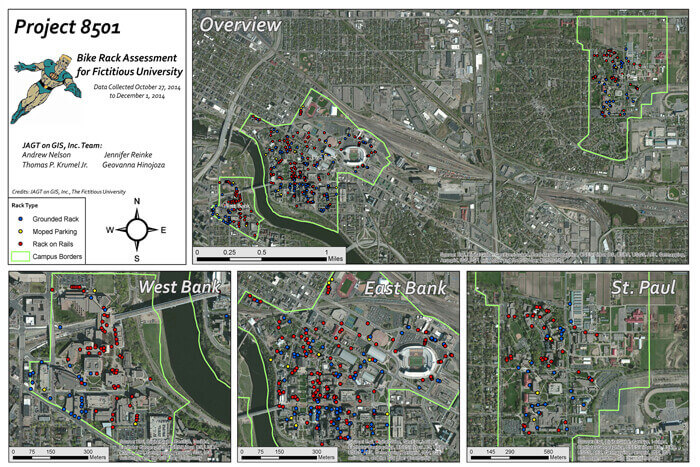 Project 8501
Bike Rack Assessment
for Fictitious University
Data Collected October 27, 2014
to December 1, 2014
JAGT on GIS, Inc. Team:
Andrew Nelson
Jennifer Reinke
Thomas P. Krumel Jr.
Geovanna Hinojoza
Credits: JAGT on GIS, Inc., The Fictitious University
Rack Type
Grounded Rack
Moped Parking
Rack on Rails
Campus Borders
N
W
E
S
Overview
West Bank
0
0.25
0.5
1
Miles
West Bank
0
75
150
300
Meters
East Bank
0
75
150
300
Meters
St. Paul
0
145
290
580
Meters